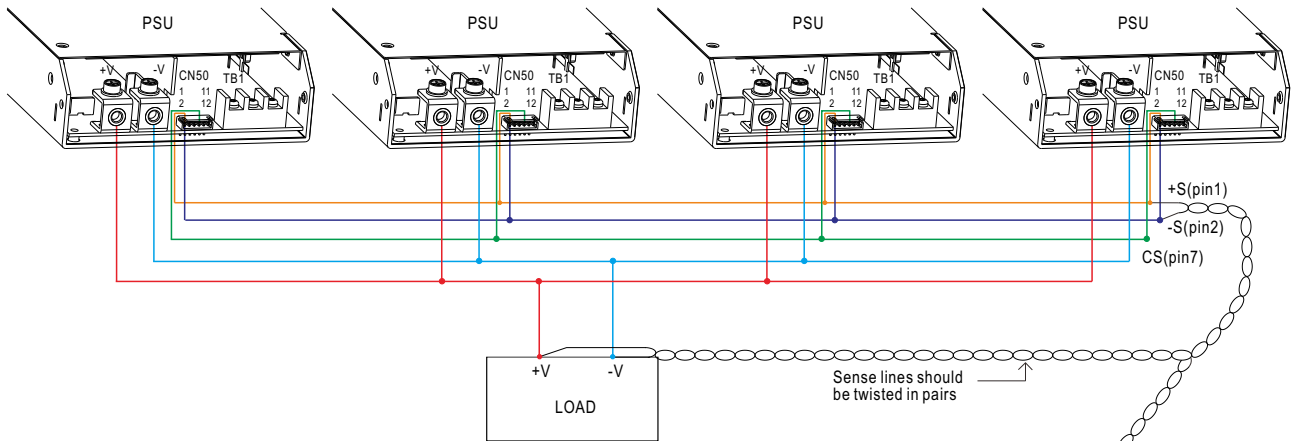 PSU PSU PSU PSU
+V -V CN50 TB1 +V -V CN50 TB1 +V -V CN50 TB1 +V -V CN50 TB1
1 11 1 11 1 11 1 11
2 12 2 12 2 12 2 12
+S(pin1)
-S(pin2)
CS(pin7)
+V -V
LOAD
Sense lines should
be twisted in pairs